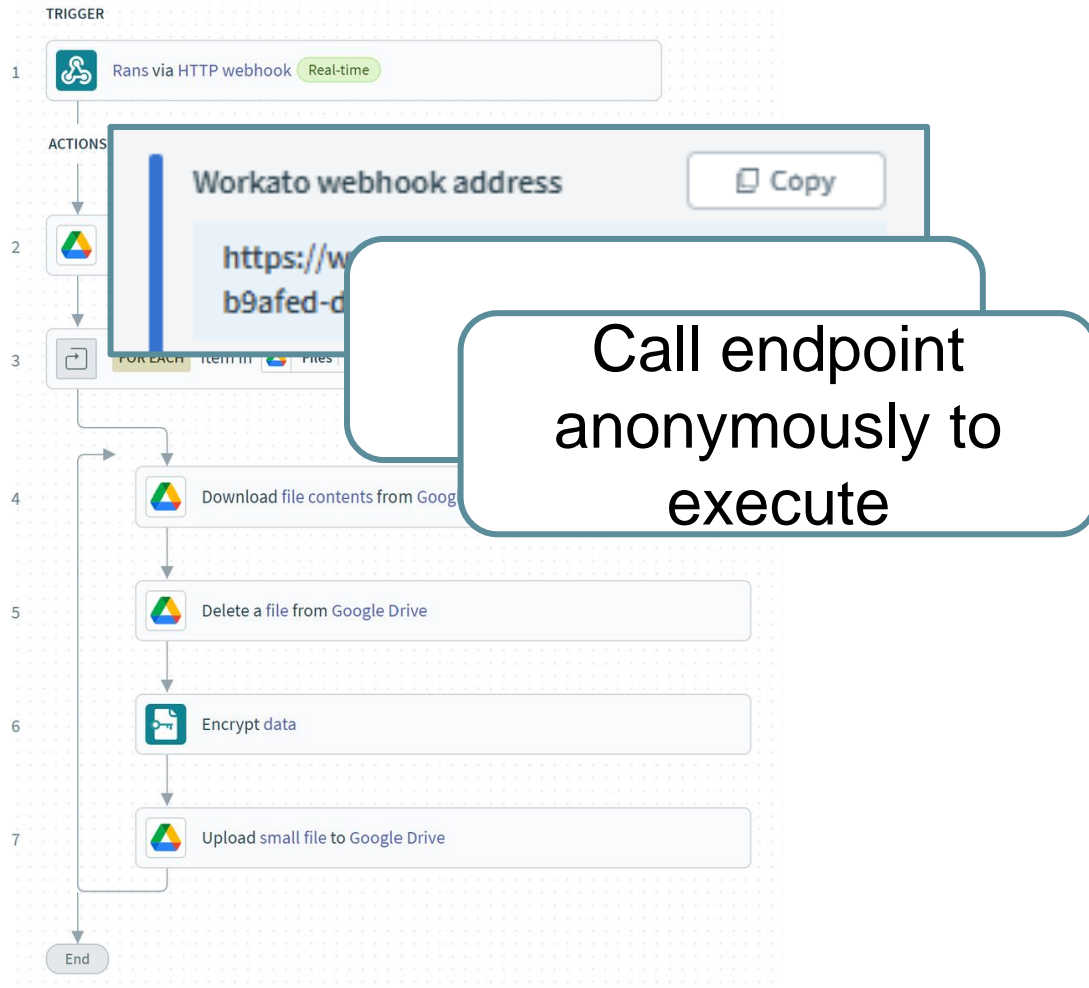 TRIGGER
1
Rans via HTTP webhook Real-time
ACTIONS
Workato webhook address
Copy
https://w
b9afed-d
2
3
FOR EACH item in Files
Call endpoint
anonymously to
execute
4
Download file contents from Goog
5
Delete a file from Google Drive
6
Encrypt data
7
Upload small file to Google Drive
End